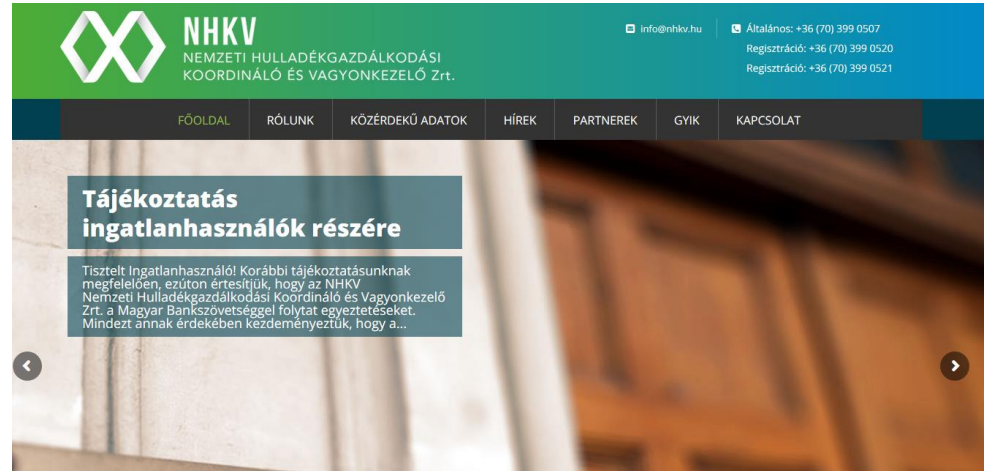 NHKV
NEMZETI HULLADÉKGAZDÁLKODÁSI
KOORDINÁLÓ ÉS VAGYONKEZELŐ Zrt.
info@nhkv.hu
Általános: +36 (70) 399 0507
Regisztráció: +36 (70) 399 0520
Regisztráció: +36 (70) 399 0521
FŐOLDAL RÓLUNK KÖZÉRDEKŰ ADATOK HÍREK PARTNEREK GYIK KAPCSOLAT
Tájékoztatás
ingatlanhasználók részére
Tisztelt Ingatlanhasználó! Korábbi tájékoztatásunknak
megfelelően, ezúton értesítjük, hogy az NHKV
Nemzeti Hulladékgazdálkodási Koordináló és Vagyonkezelő
Zrt. a Magyar Bankszövetséggel folytat egyeztetéseket.
Mindezt annak érdekében kezdeményeztük, hogy a...